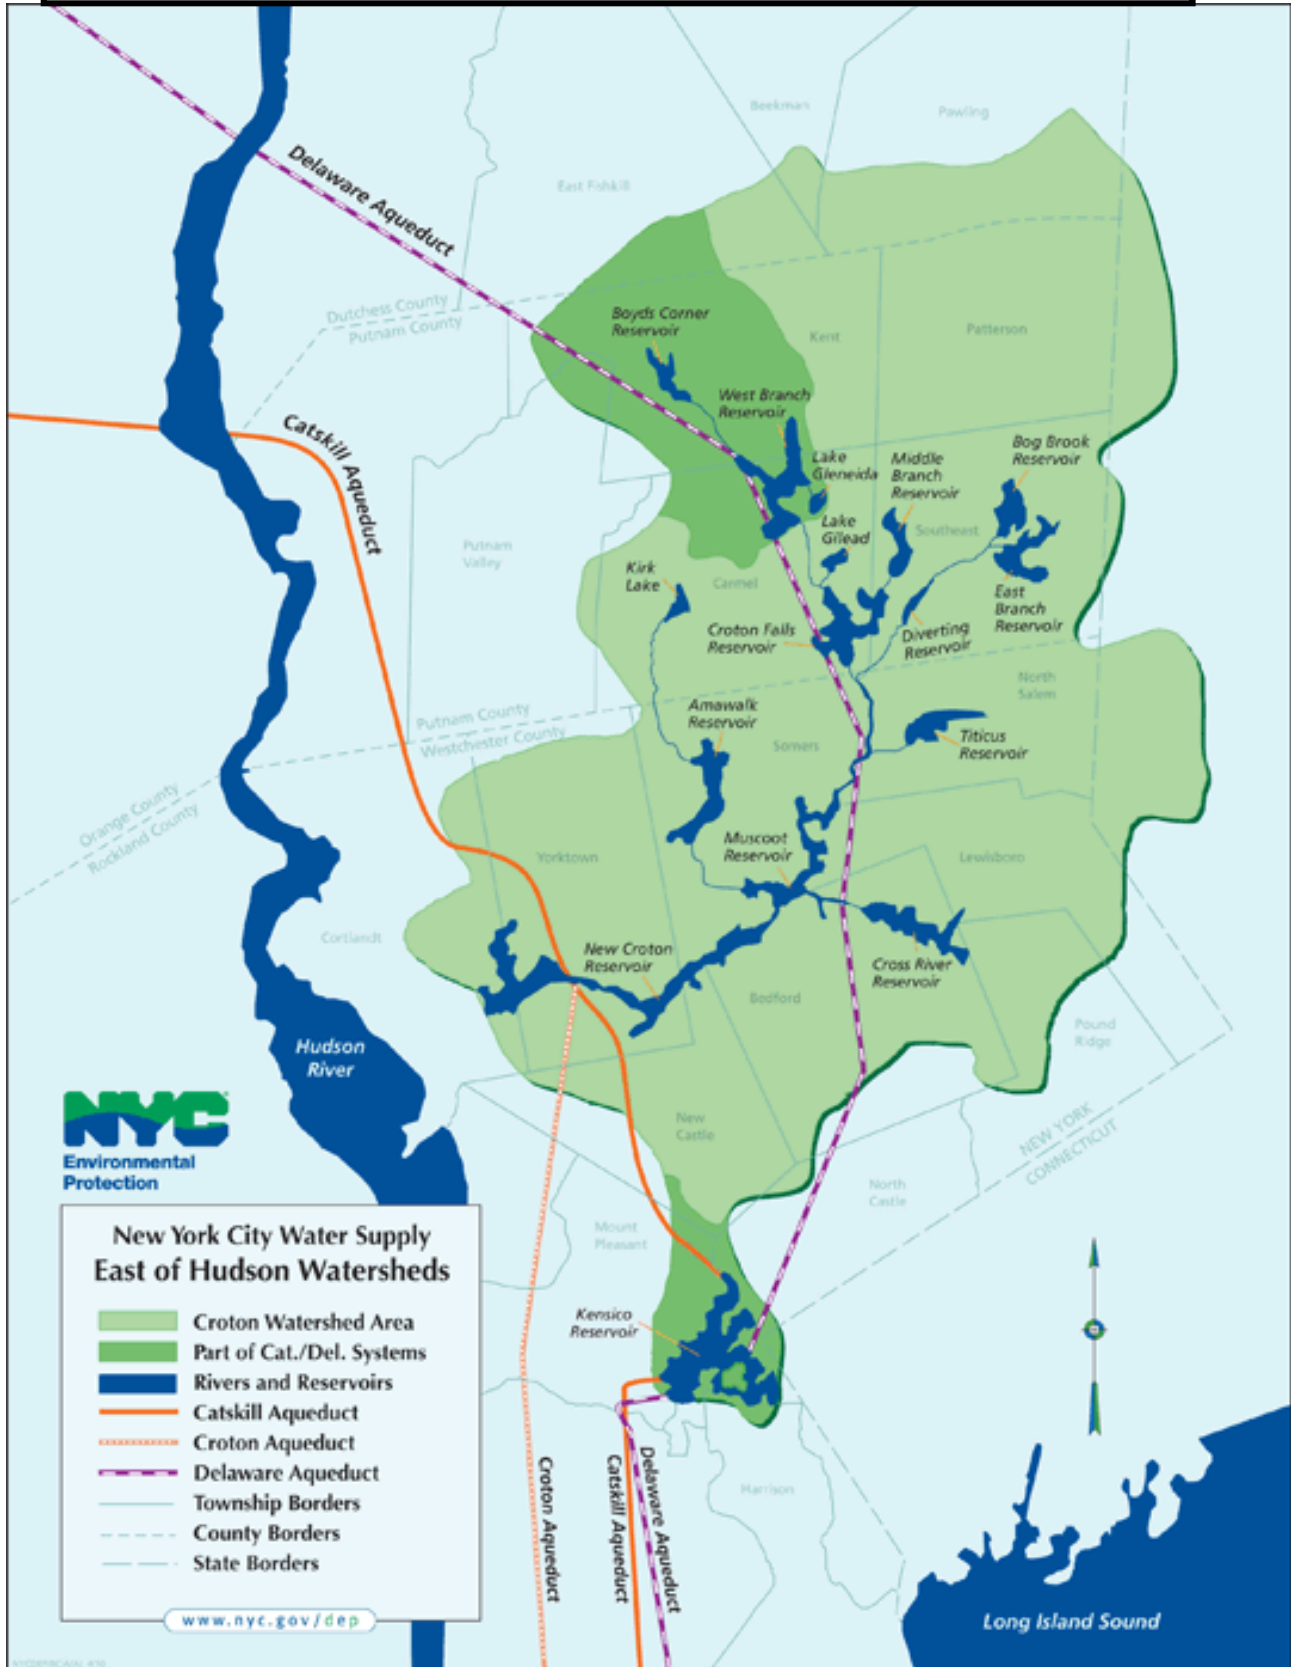 Beekman
Pawling
East Fishkill
Delaware Aqueduct
Dutchess County
Putnam County
Boyds Corner
Reservoir
Kent
Patterson
West Branch
Reservoir
Catskill Aqueduct
Lake
Gleneida
Middle
Branch
Reservoir
Bog Brook
Reservoir
Lake
Gilead
Southeast
Putnam
Valley
Kirk
Lake
Carmel
East
Branch
Reservoir
Croton Falls
Reservoir
Diverting
Reservoir
North
Salem
Putnam County
Westchester County
Amawalk
Reservoir
Somers
Titicus
Reservoir
Orange County
Rockland County
Yorktown
Muscoot
Reservoir
Lewisboro
Cortlandt
New Croton
Reservoir
Cross River
Reservoir
Bedford
Pound
Ridge
Hudson
River
NYC
Environmental
Protection
New
Castle
NEW YORK
CONNECTICUT
North
Castle
Mount
Pleasant
Kensico
Reservoir
New York City Water Supply
East of Hudson Watersheds
Croton Watershed Area
Part of Cat./Del. Systems
Rivers and Reservoirs
Catskill Aqueduct
Croton Aqueduct
Delaware Aqueduct
Township Borders
County Borders
State Borders
www.nyc.gov/dep
Croton Aqueduct
Catskill Aqueduct
Delaware Aqueduct
Harrison
Long Island Sound